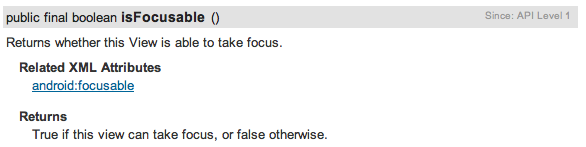 public final boolean isFocusable () Since: API Level 1
Returns whether this View is able to take focus.
Related XML Attributes
android:focusable
Returns
True if this view can take focus, or false otherwise.